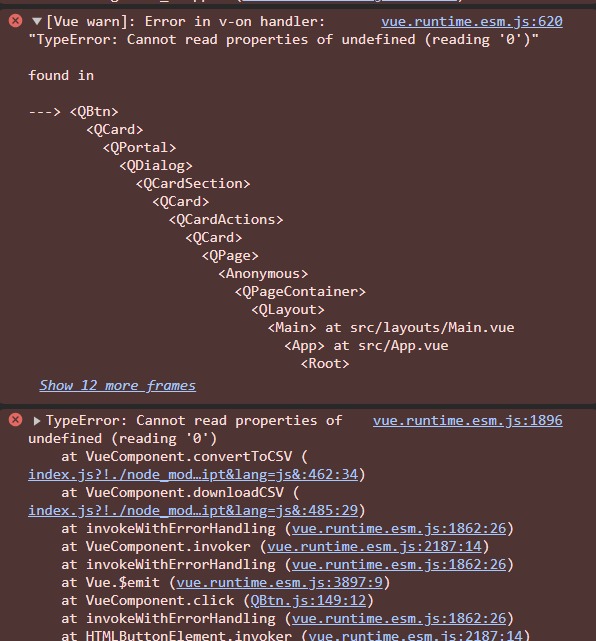 [Vue warn]: Error in v-on handler: vue.runtime.esm.js:620
"TypeError: Cannot read properties of undefined (reading '0')"
found in
---> <QBtn>
<QCard>
<QPortal>
<QDialog>
<QCardSection>
<QCard>
<QCardActions>
<QCard>
<QPage>
<Anonymous>
<QPageContainer>
<QLayout>
<Main> at src/layouts/Main.vue
<App> at src/App.vue
<Root>
Show 12 more frames
TypeError: Cannot read properties of vue.runtime.esm.js:1896
undefined (reading '0')
at VueComponent.convertToCSV (
index.js?!./node_mod…ipt&lang=js&:462:34)
at VueComponent.downloadCSV (
index.js?!./node_mod…ipt&lang=js&:485:29)
at invokeWithErrorHandling (vue.runtime.esm.js:1862:26)
at VueComponent.invoker (vue.runtime.esm.js:2187:14)
at invokeWithErrorHandling (vue.runtime.esm.js:1862:26)
at Vue.$emit (vue.runtime.esm.js:3897:9)
at VueComponent.click (QBtn.js:149:12)
at invokeWithErrorHandling (vue.runtime.esm.js:1862:26)
at HTMLButtonElement.invoker (vue.runtime.esm.js:2187:14)